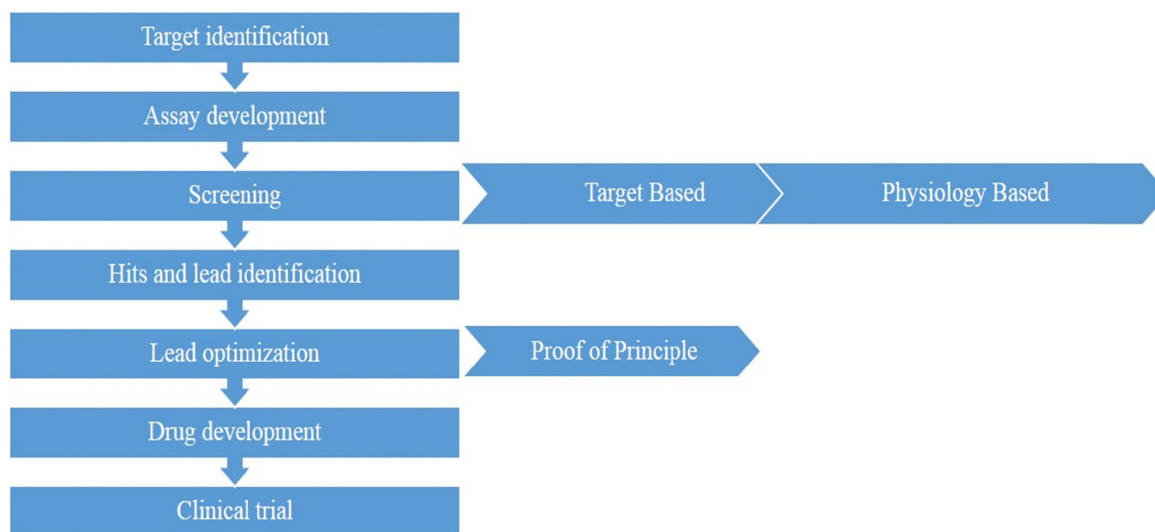 Target identification
Assay development
Screening
Target Based
Physiology Based
Hits and lead identification
Lead optimization
Proof of Principle
Drug development
Clinical trial